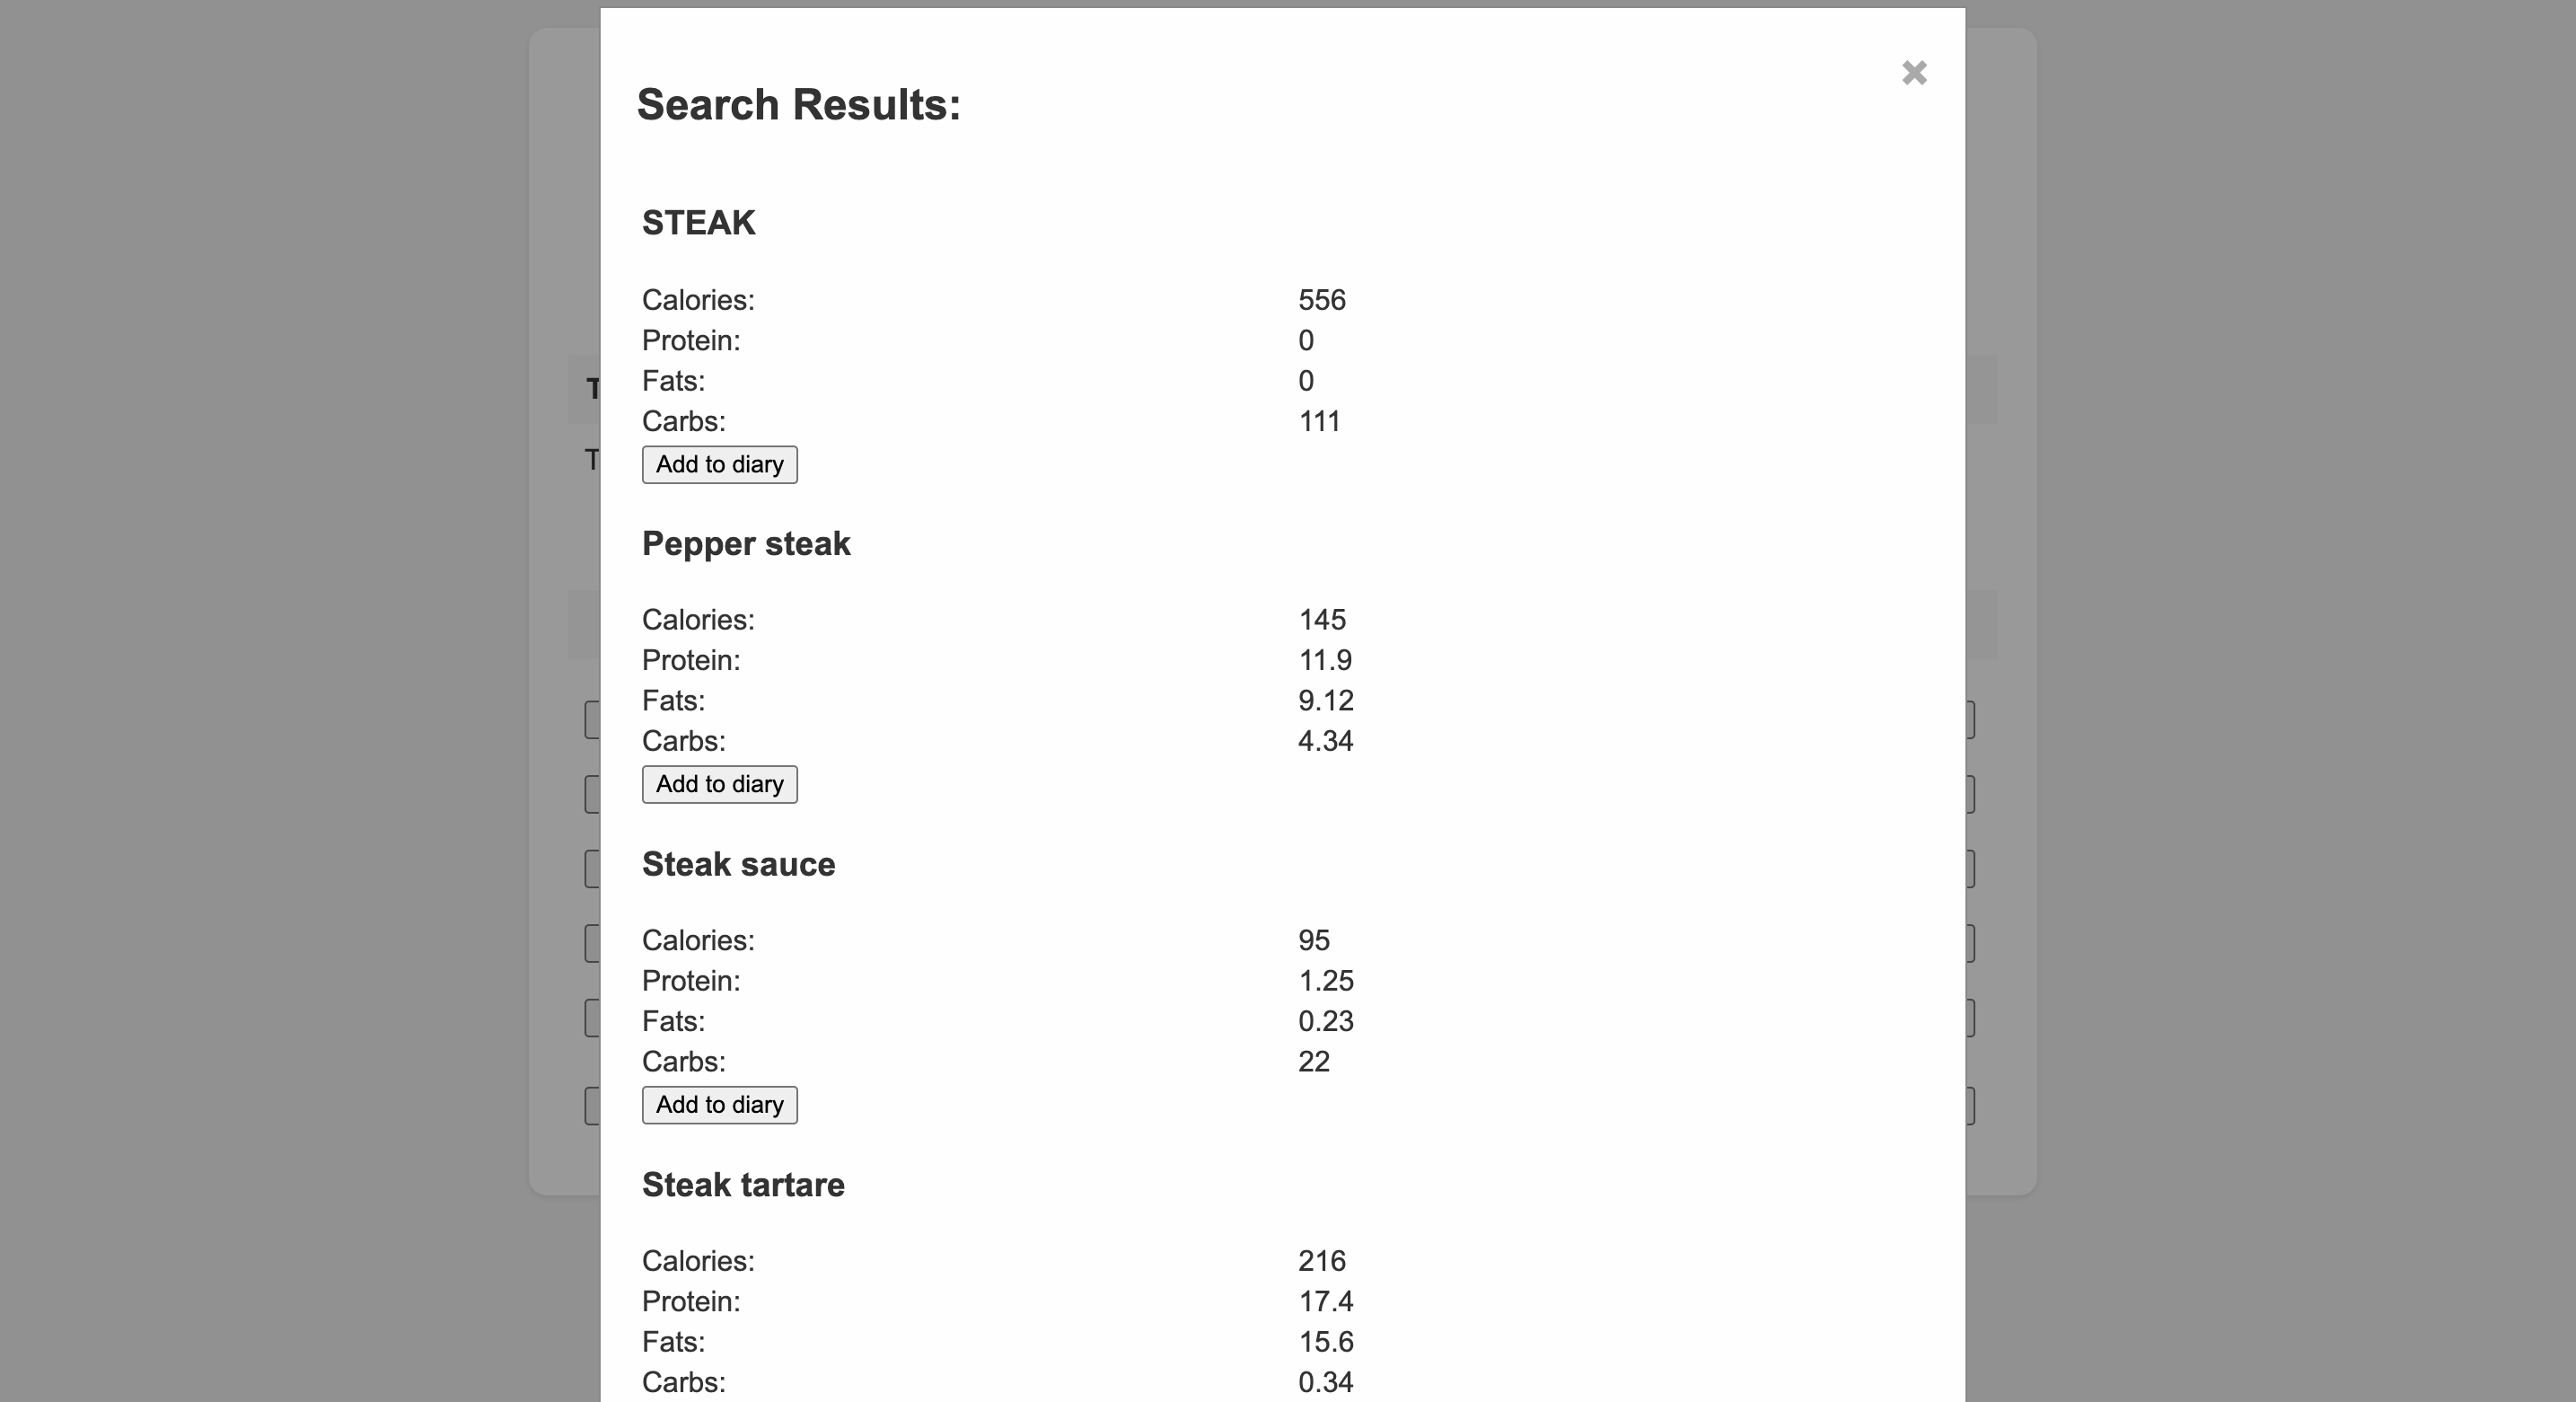 Search Results:
×
STEAK
Calories: 556
Protein: 0
Fats: 0
Carbs: 111
Add to diary
Pepper steak
Calories: 145
Protein: 11.9
Fats: 9.12
Carbs: 4.34
Add to diary
Steak sauce
Calories: 95
Protein: 1.25
Fats: 0.23
Carbs: 22
Add to diary
Steak tartare
Calories: 216
Protein: 17.4
Fats: 15.6
Carbs: 0.34